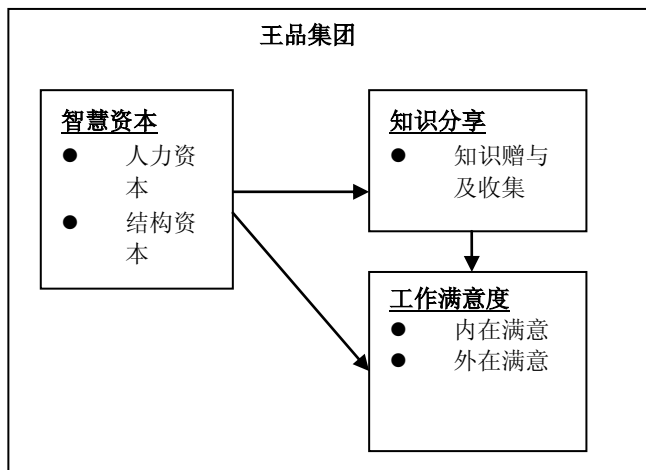 王品集团
智慧资本
● 人力资
本
● 结构资
本
知识分享
● 知识赠与
及收集
工作满意度
● 内在满意
● 外在满意